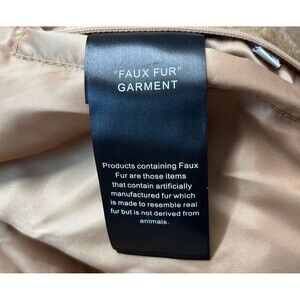 "FAUX FUR"
GARMENT
Products containing Faux
Fur are those items
that contain artificially
manufactured fur which
is made to resemble real
fur but is not derived from
animals.